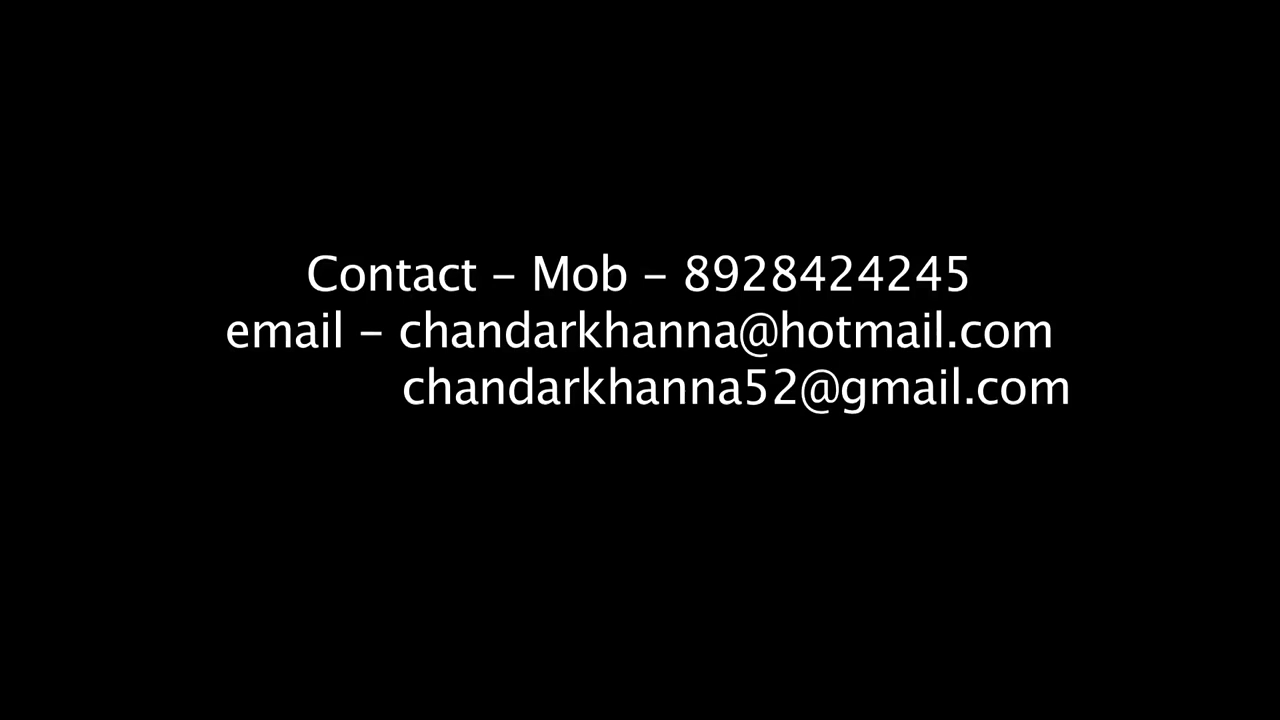 Contact – Mob – 8928424245
email – chandarkhanna@hotmail.com
chandarkhanna52@gmail.com